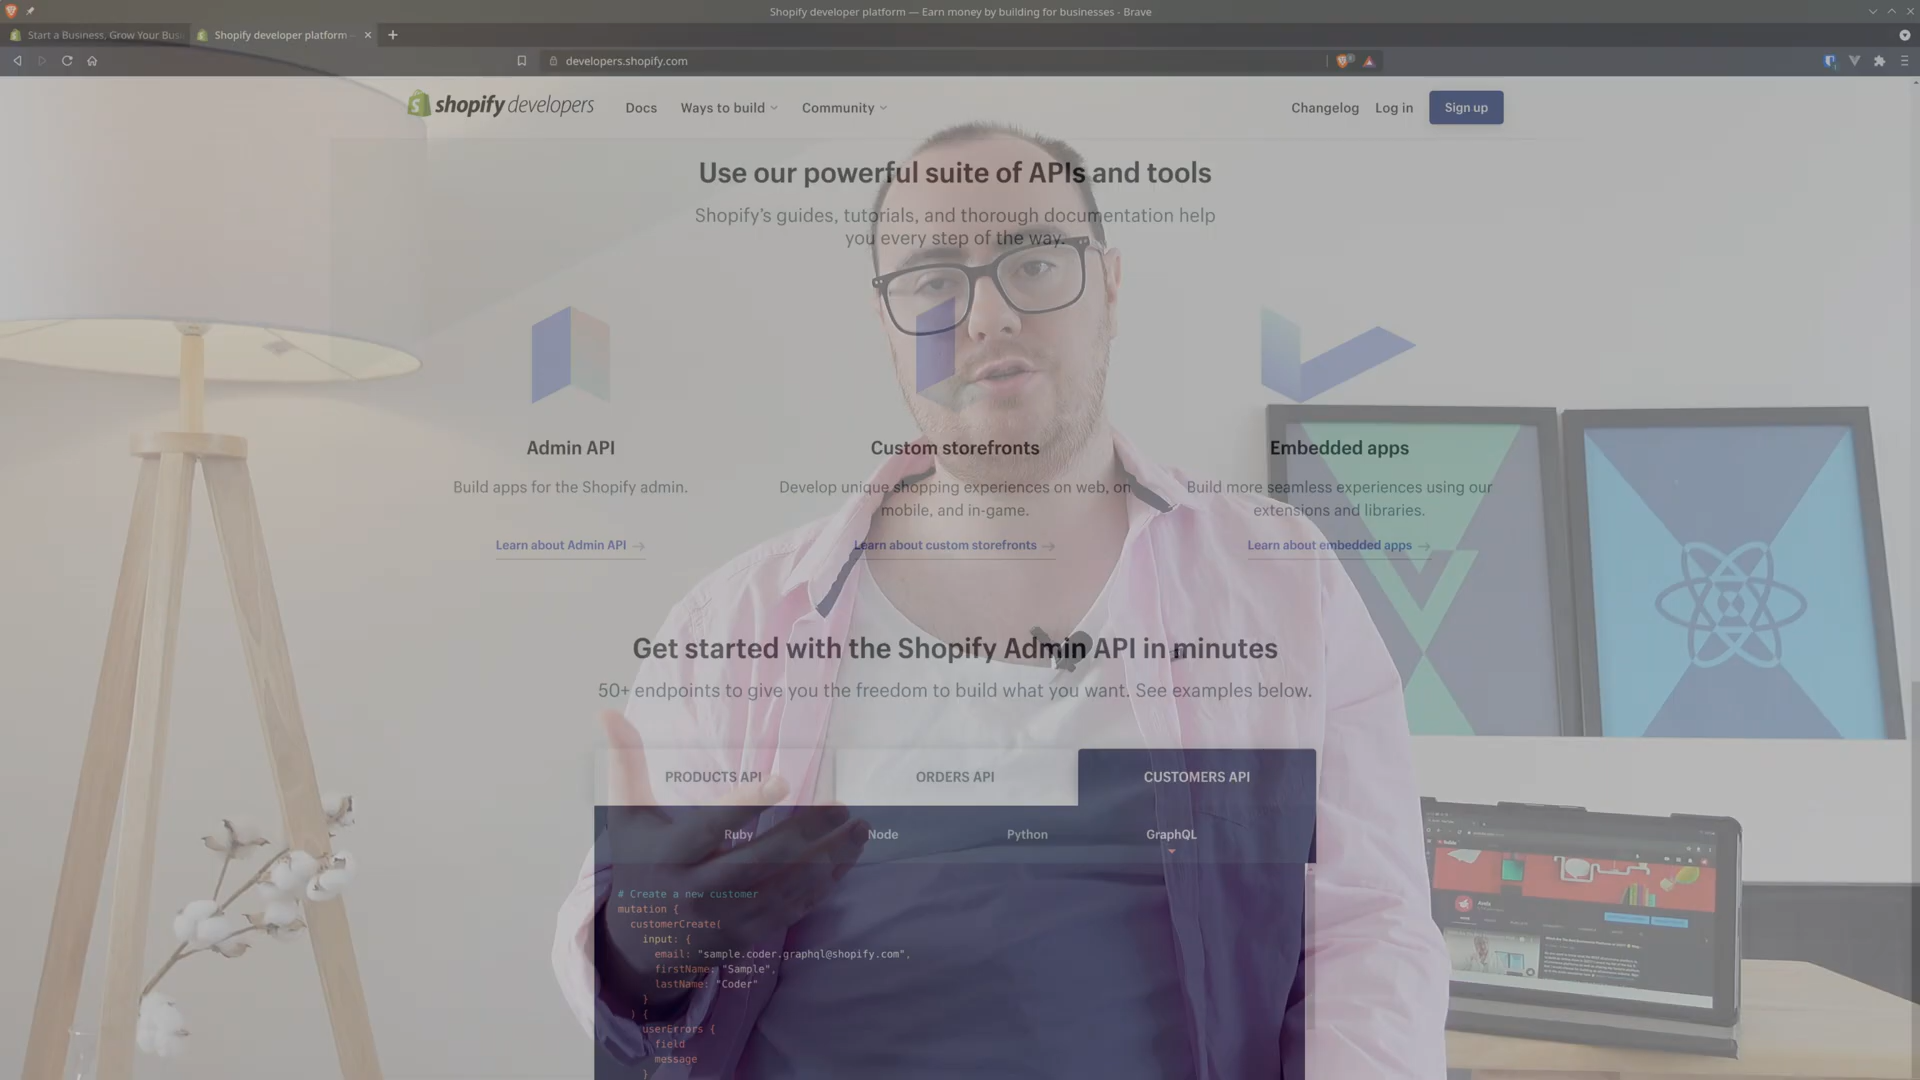 Shopify developer platform — Earn money by building for businesses - Brave
Start a Business, Grow Your Busi
Shopify developer platform —
developers.shopify.com
shopify developers
Docs
Ways to build
Community
Changelog
Log in
Sign up
Use our powerful suite of APIs and tools
Shopify's guides, tutorials, and thorough documentation help
you every step of the way.
Admin API
Build apps for the Shopify admin.
Learn about Admin API →
Custom storefronts
Develop unique shopping experiences on web, on
mobile, and in-game.
Learn about custom storefronts →
Embedded apps
Build more seamless experiences using our
extensions and libraries.
Learn about embedded apps →
Get started with the Shopify Admin API in minutes
50+ endpoints to give you the freedom to build what you want. See examples below.
PRODUCTS API
ORDERS API
CUSTOMERS API
Ruby
Node
Python
GraphQL
# Create a new customer
mutation {
customerCreate(
input: {
email: "sample.coder.graphql@shopify.com",
firstName: "Sample",
lastName: "Coder"
}
) {
userErrors {
field
message
}